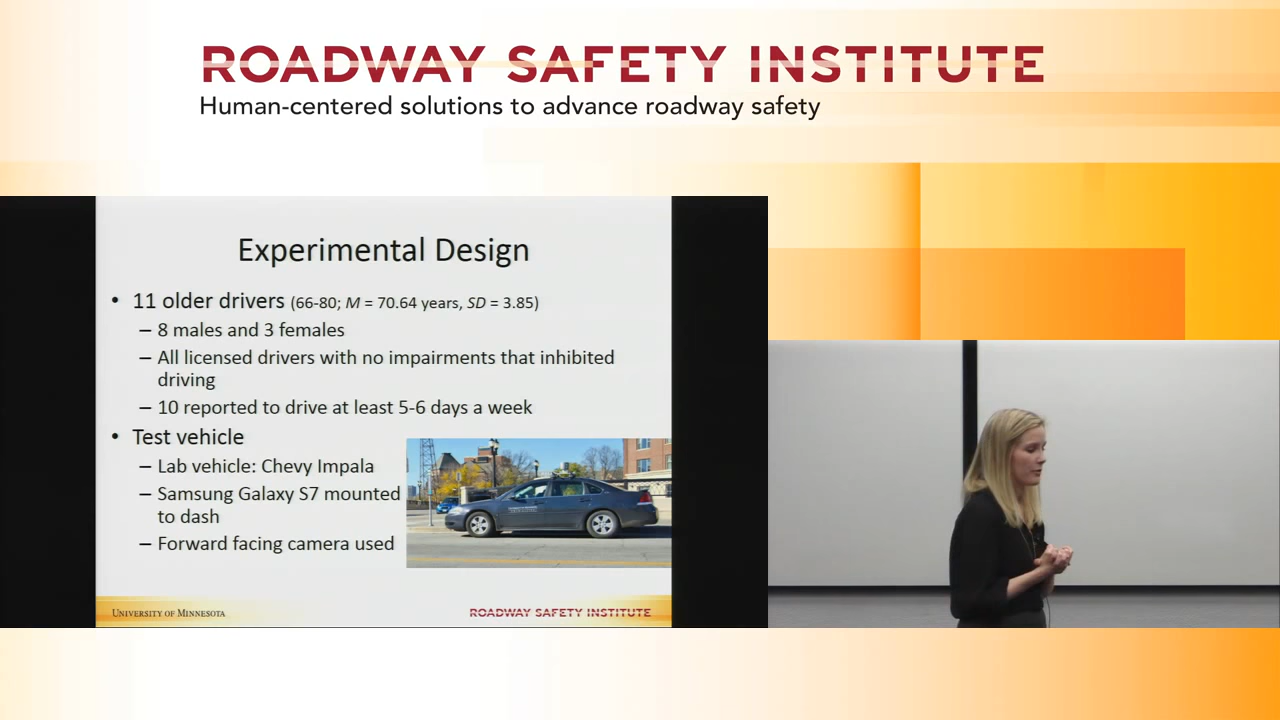 ROADWAY SAFETY INSTITUTE
Human-centered solutions to advance roadway safety
Experimental Design
• 11 older drivers (66-80; M = 70.64 years, SD = 3.85)
– 8 males and 3 females
– All licensed drivers with no impairments that inhibited
driving
– 10 reported to drive at least 5-6 days a week
• Test vehicle
– Lab vehicle: Chevy Impala
– Samsung Galaxy S7 mounted
to dash
– Forward facing camera used
UNIVERSITY OF MINNESOTA
ROADWAY SAFETY INSTITUTE